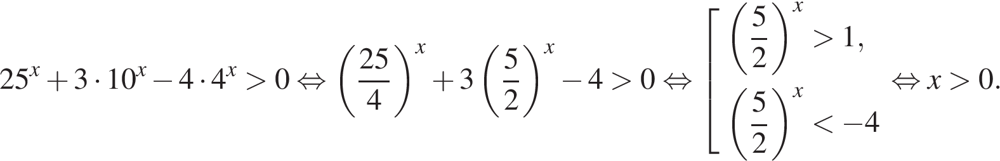 25^x + 3 · 10^x − 4 · 4^x > 0 ⇔ (25/4)^x + 3 (5/2)^x − 4 > 0 ⇔ [ (5/2)^x > 1, (5/2)^x < −4 ⇔ x > 0.